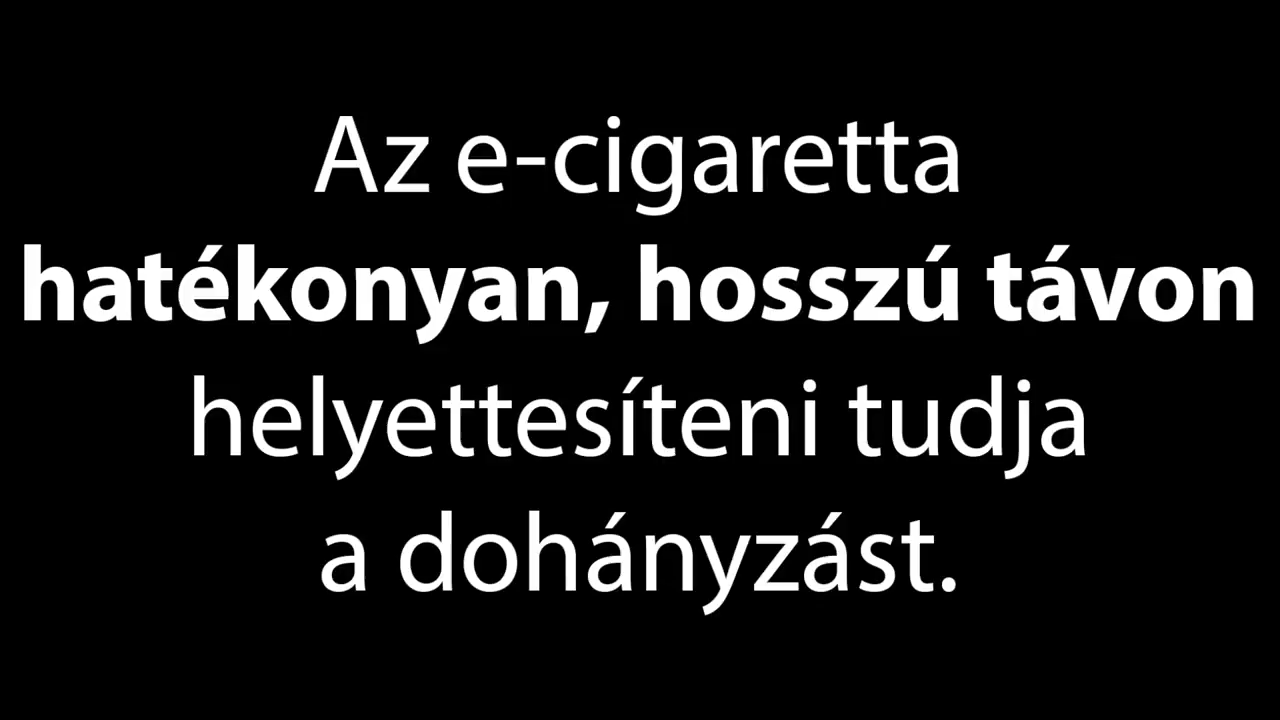 Az e-cigaretta
hatékonyan, hosszú távon
helyettesíteni tudja
a dohányzást.